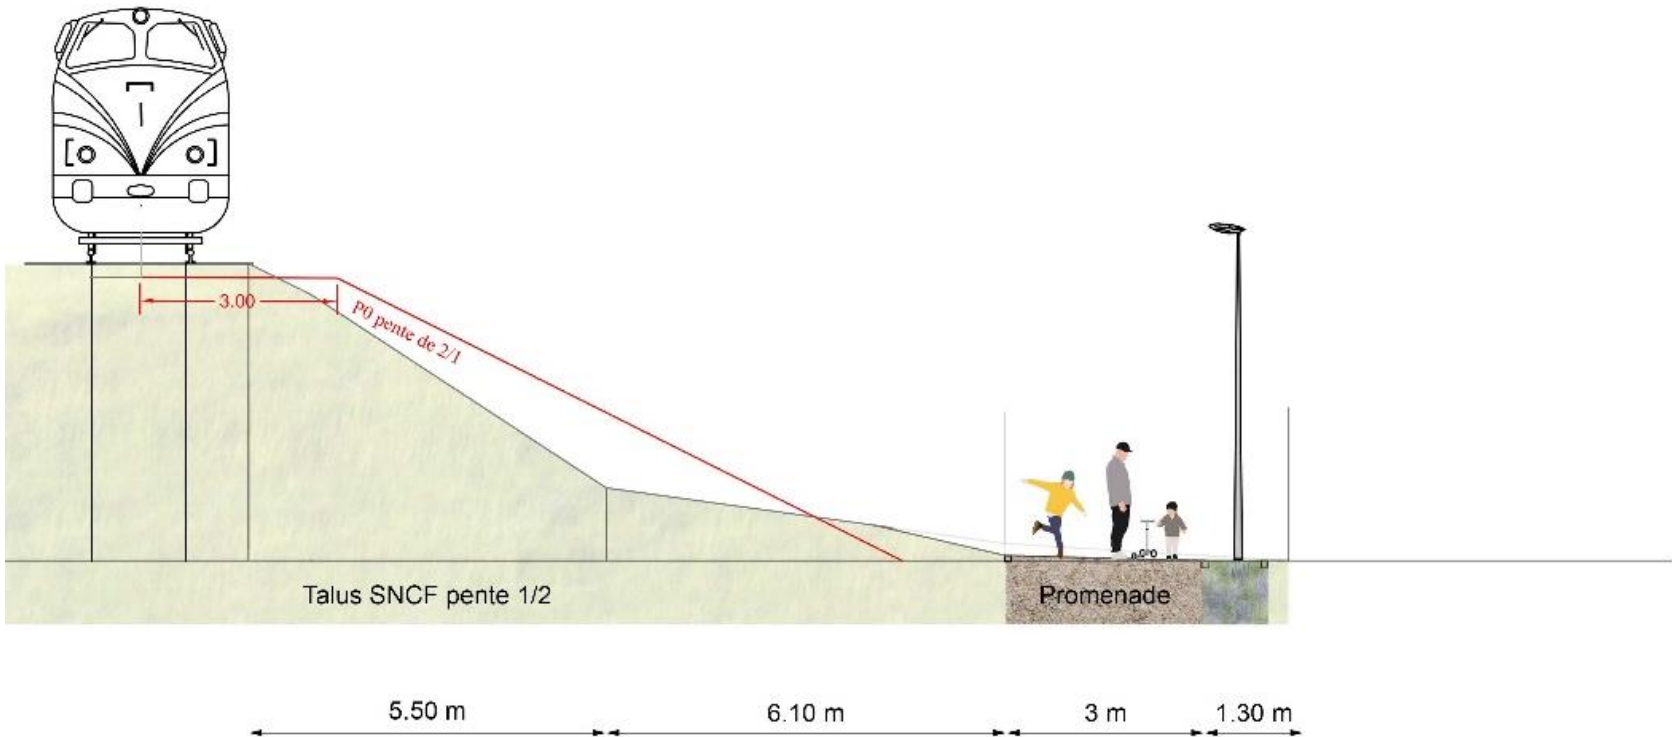 3.00
P0 pente de 2/1
Talus SNCF pente 1/2
Promenade
5.50 m
6.10 m
3 m
1.30 m